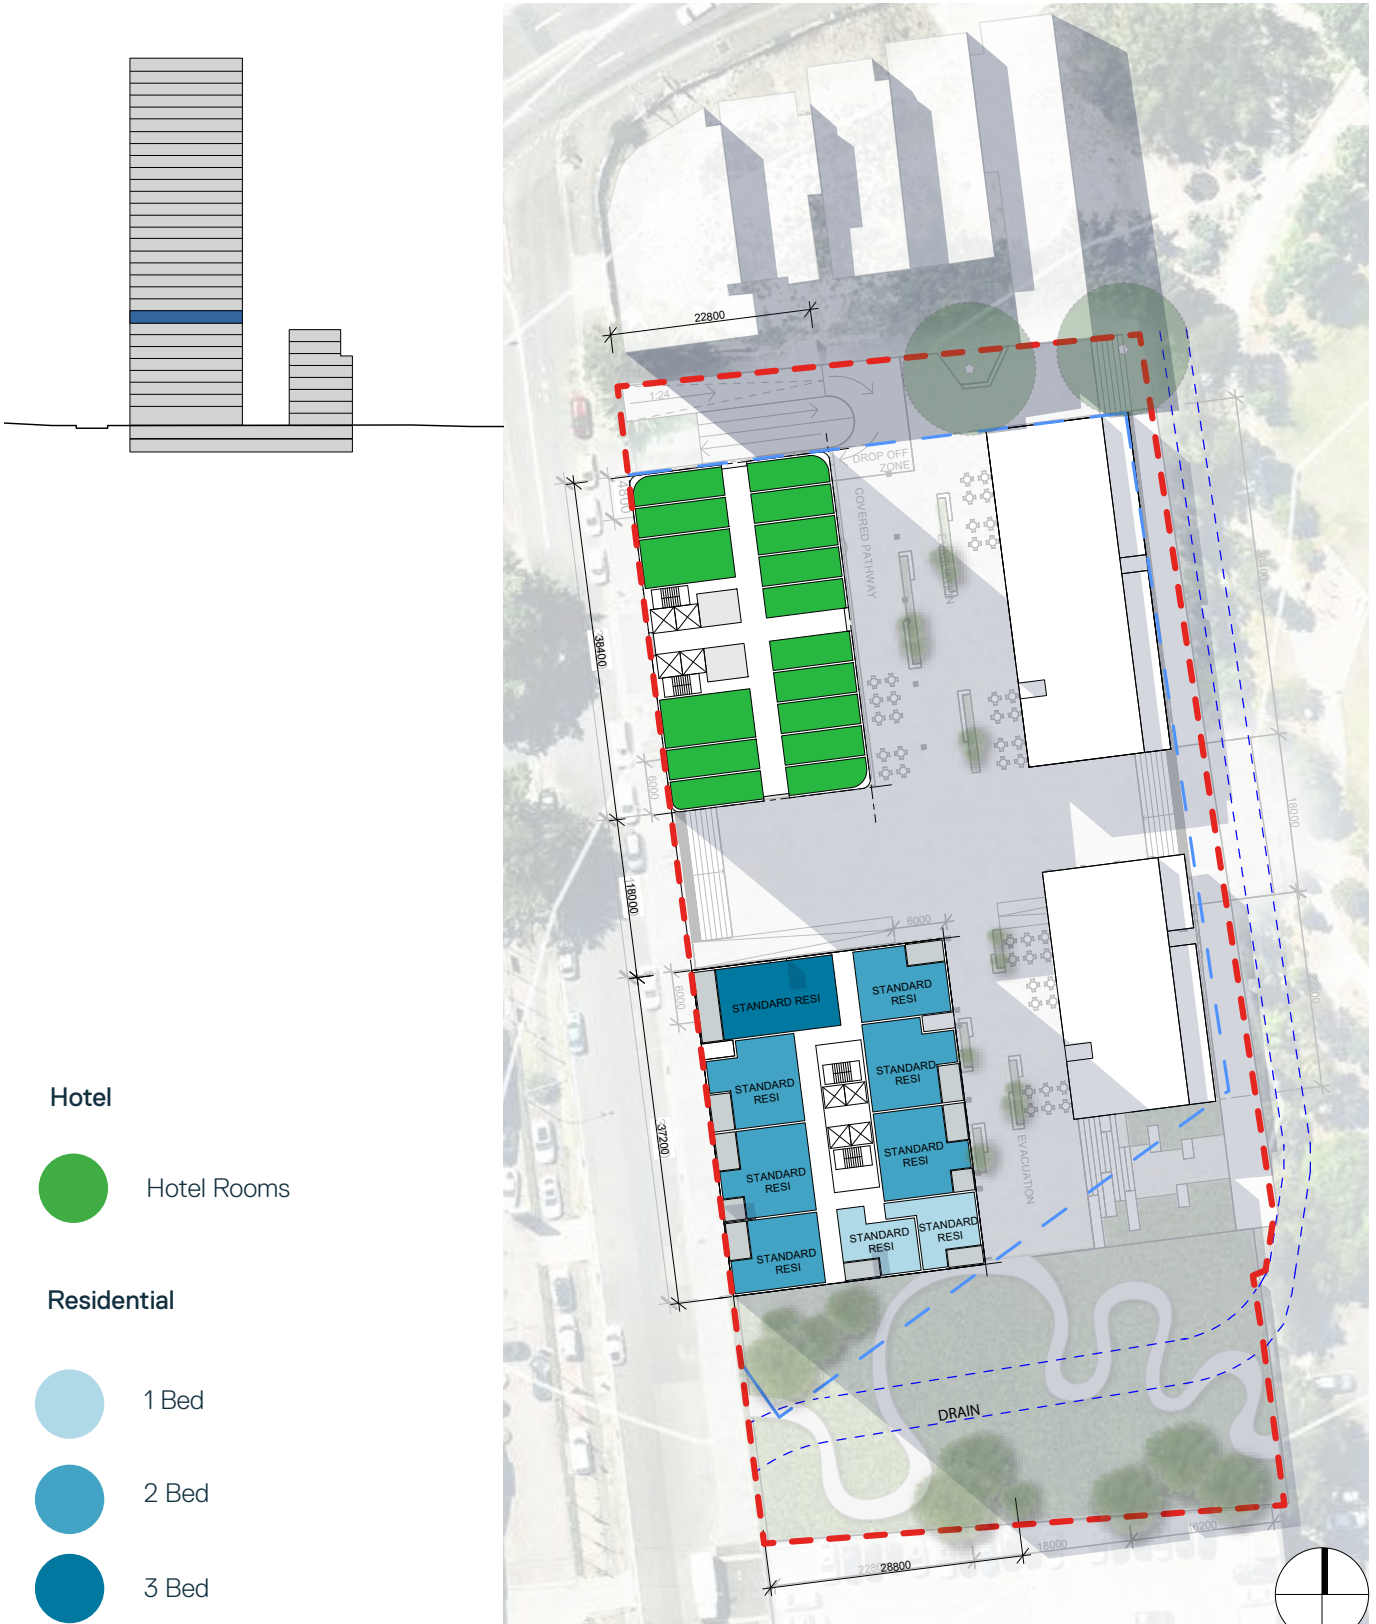 22800
1:24
DROP OFF
ZONE
4800
COVERED PATHWAY
38400
6000
18000
18000
6000
6000
STANDARD RESI
STANDARD
RESI
STANDARD
RESI
STANDARD
RESI
STANDARD
RESI
STANDARD
RESI
STANDARD
RESI
STANDARD
RESI
STANDARD
RESI
STANDARD
RESI
37200
EVACUATION
DRAIN
28800
18000
16200
Hotel
Hotel Rooms
Residential
1 Bed
2 Bed
3 Bed